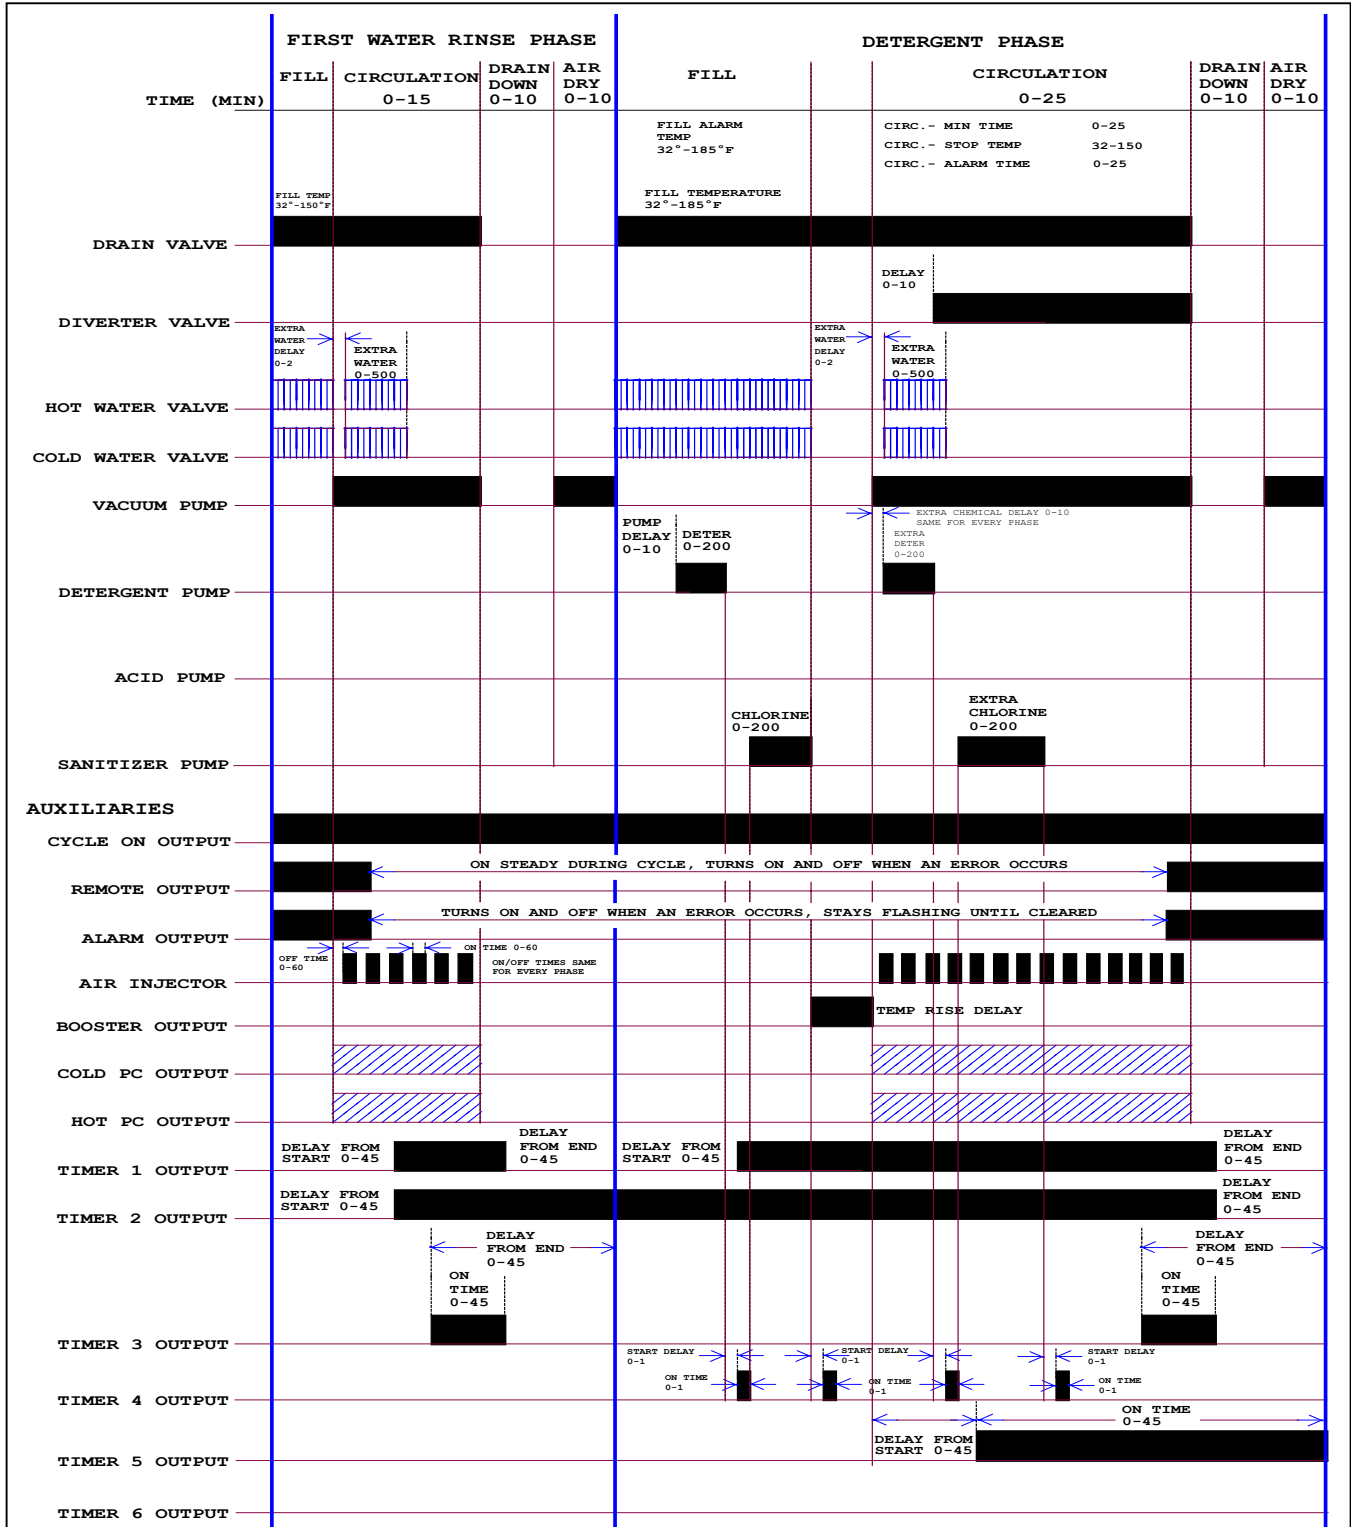 FIRST WATER RINSE PHASE
DETERGENT PHASE
FILL
CIRCULATION
0-15
DRAIN
DOWN
0-10
AIR
DRY
0-10
FILL
CIRCULATION
0-25
DRAIN
DOWN
0-10
AIR
DRY
0-10
TIME (MIN)
FILL ALARM
TEMP
32°-185°F
CIRC.- MIN TIME 0-25
CIRC.- STOP TEMP 32-150
CIRC.- ALARM TIME 0-25
FILL TEMP
32°-150°F
FILL TEMPERATURE
32°-185°F
DRAIN VALVE
DELAY
0-10
DIVERTER VALVE
EXTRA
WATER
DELAY
0-2
EXTRA
WATER
0-500
EXTRA
WATER
DELAY
0-2
EXTRA
WATER
0-500
HOT WATER VALVE
COLD WATER VALVE
VACUUM PUMP
EXTRA CHEMICAL DELAY 0-10
SAME FOR EVERY PHASE
PUMP
DELAY
0-10
DETER
0-200
EXTRA
DETER
0-200
DETERGENT PUMP
ACID PUMP
CHLORINE
0-200
EXTRA
CHLORINE
0-200
SANITIZER PUMP
AUXILIARIES
CYCLE ON OUTPUT
ON STEADY DURING CYCLE, TURNS ON AND OFF WHEN AN ERROR OCCURS
REMOTE OUTPUT
TURNS ON AND OFF WHEN AN ERROR OCCURS, STAYS FLASHING UNTIL CLEARED
ALARM OUTPUT
OFF TIME
0-60
ON TIME 0-60
ON/OFF TIMES SAME
FOR EVERY PHASE
AIR INJECTOR
TEMP RISE DELAY
BOOSTER OUTPUT
COLD PC OUTPUT
HOT PC OUTPUT
DELAY FROM
START 0-45
DELAY
FROM END
0-45
DELAY FROM
START 0-45
DELAY
FROM END
0-45
TIMER 1 OUTPUT
DELAY FROM
START 0-45
DELAY
FROM END
0-45
TIMER 2 OUTPUT
DELAY
FROM END
0-45
DELAY
FROM END
0-45
ON
TIME
0-45
ON
TIME
0-45
TIMER 3 OUTPUT
START DELAY
0-1
START DELAY
0-1
START DELAY
0-1
ON TIME
0-1
ON TIME
0-1
ON TIME
0-1
TIMER 4 OUTPUT
ON TIME
0-45
DELAY FROM
START 0-45
TIMER 5 OUTPUT
TIMER 6 OUTPUT